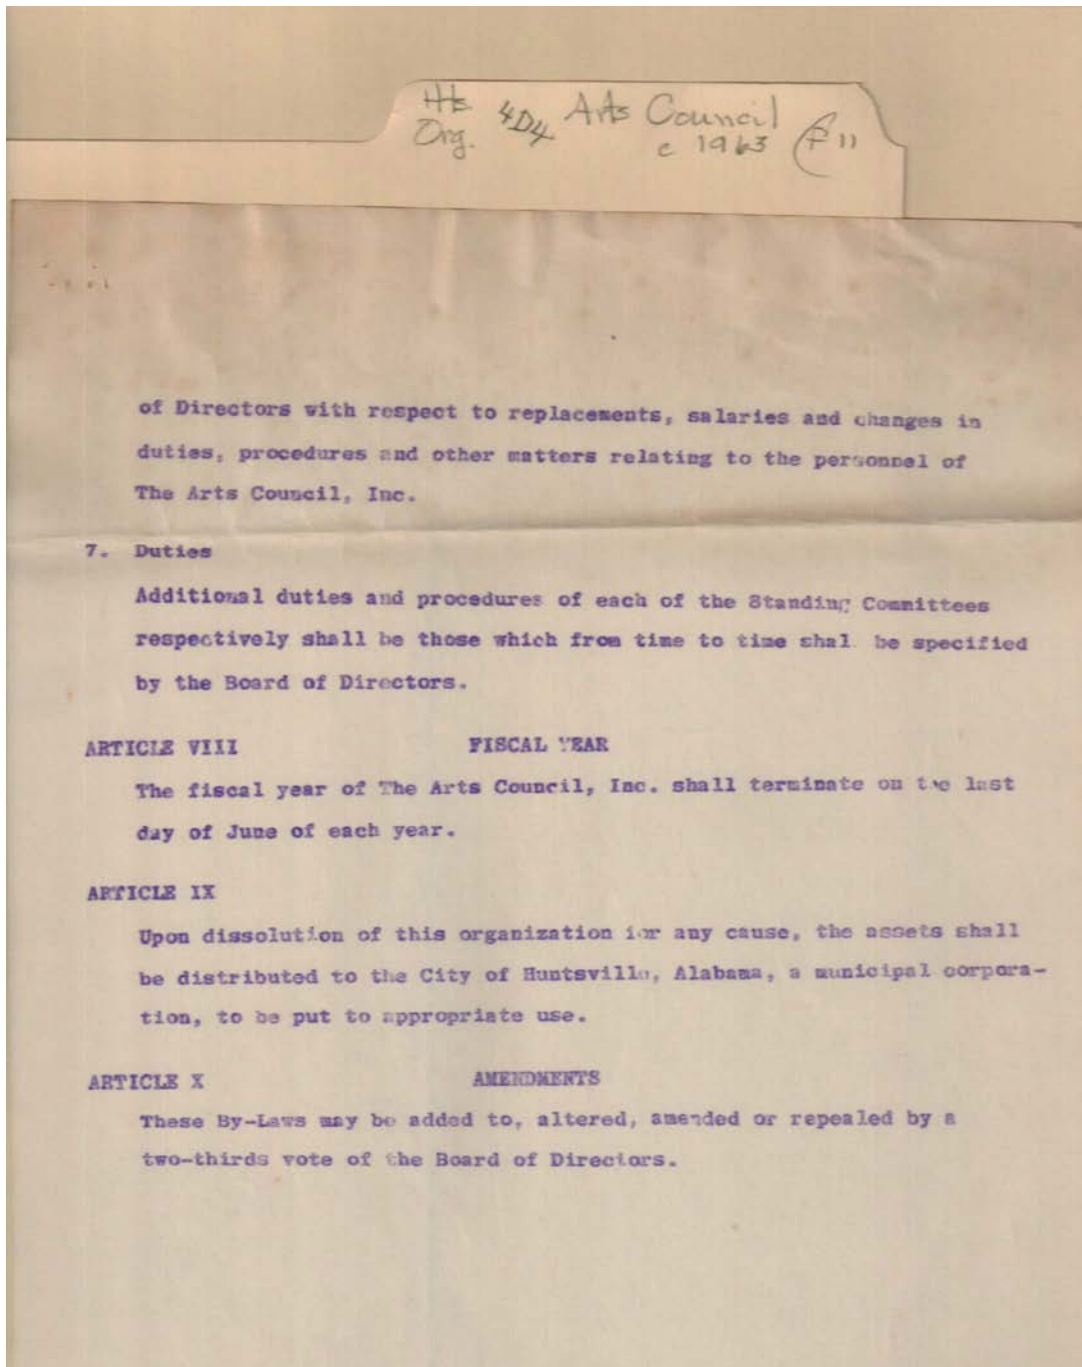 Hts. 4D4 Arts Council
Org. c 1963 F 11
of Directors with respect to replacements, salaries and changes in
duties, procedures and other matters relating to the personnel of
The Arts Council, Inc.
7. Duties
Additional duties and procedures of each of the Standing Committees
respectively shall be those which from time to time shal be specified
by the Board of Directors.
ARTICLE VIII FISCAL YEAR
The fiscal year of The Arts Council, Inc. shall terminate on the last
day of June of each year.
ARTICLE IX
Upon dissolution of this organization for any cause, the assets shall
be distributed to the City of Huntsville, Alabama, a municipal corpora-
tion, to be put to appropriate use.
ARTICLE X AMENDMENTS
These By-Laws may be added to, altered, amended or repealed by a
two-thirds vote of the Board of Directors.